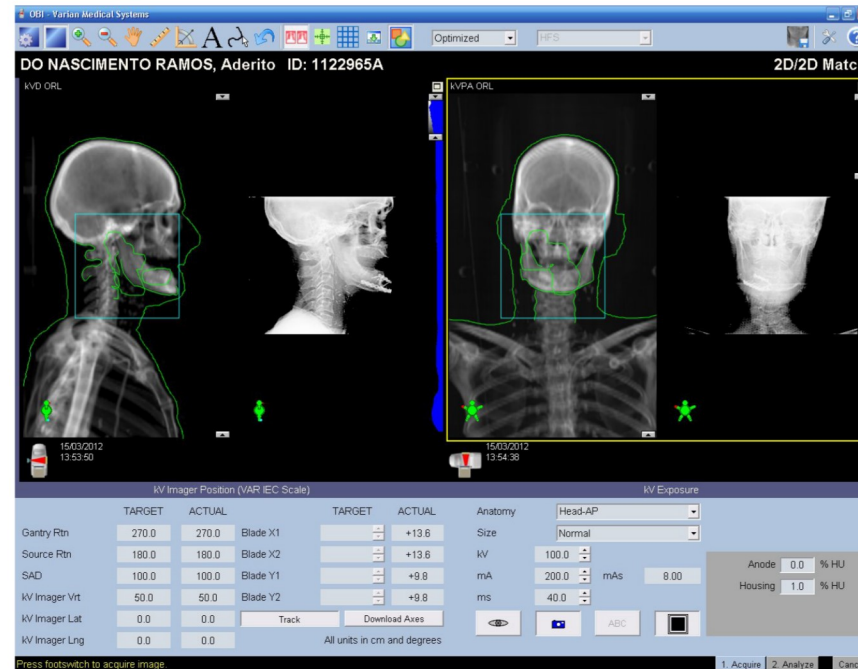 OBI - Varian Medical Systems
A Optimized HFS
DO NASCIMENTO RAMOS, Aderito ID: 1122965A 2D/2D Matc
kVD ORL kVPA ORL
15/03/2012 15/03/2012
13:53:50 13:54:38
kV Imager Position (VAR IEC Scale) kV Exposure
TARGET ACTUAL TARGET ACTUAL Anatomy Head-AP
Gantry Rtn 270.0 270.0 Blade X1 +13.6 Size Normal
Source Rtn 180.0 180.0 Blade X2 +13.6 kV 100.0 Anode 0.0 % HU
SAD 100.0 100.0 Blade Y1 +9.8 mA 200.0 mAs 8.00 Housing 1.0 % HU
kV Imager Vrt 50.0 50.0 Blade Y2 +9.8 ms 40.0
kV Imager Lat 0.0 0.0 Track Download Axes ABC
kV Imager Lng 0.0 0.0 All units in cm and degrees
Press footswitch to acquire image. 1. Acquire 2. Analyze Canc